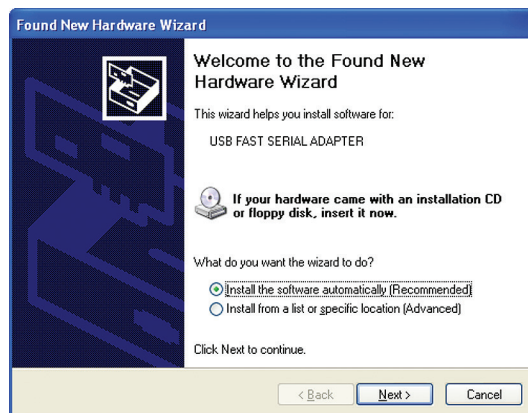 Found New Hardware Wizard
Welcome to the Found New
Hardware Wizard
This wizard helps you install software for:
USB FAST SERIAL ADAPTER
If your hardware came with an installation CD
or floppy disk, insert it now.
What do you want the wizard to do?
Install the software automatically (Recommended)
Install from a list or specific location (Advanced)
Click Next to continue.
< Back Next > Cancel